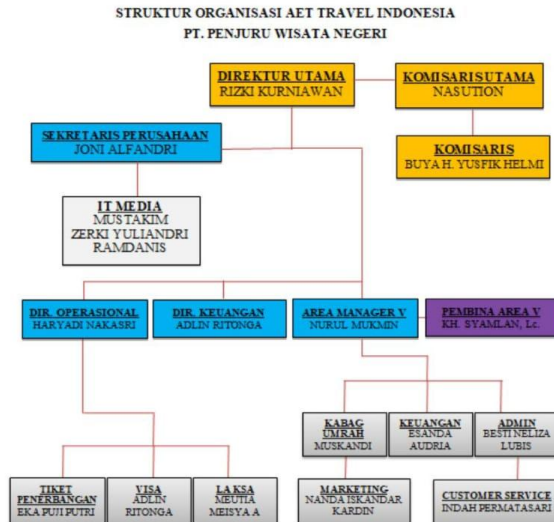 STRUKTUR ORGANISASI AET TRAVEL INDONESIA
PT. PENJURU WISATA NEGERI
DIREKTUR UTAMA
RIZKI KURNIAWAN
KOMISARIS UTAMA
NASUTION
SEKRETARIS PERUSAHAAN
JONI ALFANDRI
KOMISARIS
BUYA H. YUSFIK HELMI
IT MEDIA
MUSTAKIM
ZERKI YULIANDRI
RAMDANIS
DIR. OPERASIONAL
HARYADI NAKASRI
DIR. KEUANGAN
ADLIN RITONGA
AREA MANAGER V
NURUL MUKMIN
PEMBINA AREA V
KH. SYAMLAN, Lc.
KABAG
UMRAH
MUSKANDI
KEUANGAN
ESANDA
AUDRIA
ADMIN
BESTI NELIZA
LUBIS
TIKET
PENERBANGAN
EKA PUJI PUTRI
VISA
ADLIN
RITONGA
LA KSA
MEUTIA
MEISYA A
MARKETING
NANDA ISKANDAR
KARDIN
CUSTOMER SERVICE
INDAH PERMATASARI